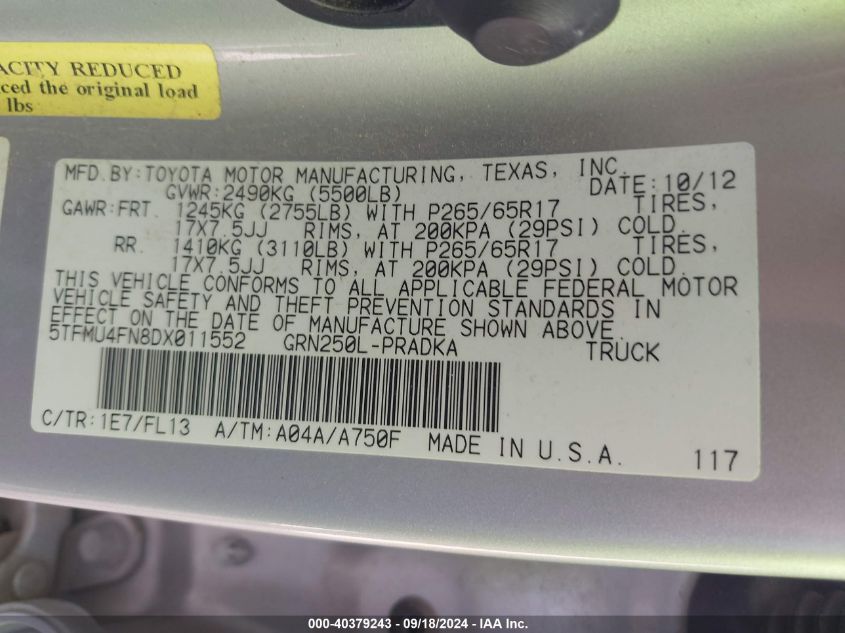 ACITY REDUCED
ced the original load
lbs
MFD.BY:TOYOTA MOTOR MANUFACTURING, TEXAS, INC.
GVWR:2490KG (5500LB) DATE:10/12
GAWR:FRT. 1245KG (2755LB) WITH P265/65R17 TIRES,
17X7.5JJ RIMS, AT 200KPA (29PSI) COLD.
RR. 1410KG (3110LB) WITH P265/65R17 TIRES,
17X7.5JJ RIMS, AT 200KPA (29PSI) COLD.
THIS VEHICLE CONFORMS TO ALL APPLICABLE FEDERAL MOTOR
VEHICLE SAFETY AND THEFT PREVENTION STANDARDS IN
EFFECT ON THE DATE OF MANUFACTURE SHOWN ABOVE.
5TFMU4FN8DX011552 GRN250L-PRADKA TRUCK
C/TR:1E7/FL13 A/TM:A04A/A750F MADE IN U.S.A. 117
000-40379243 - 09/18/2024 - IAA Inc.